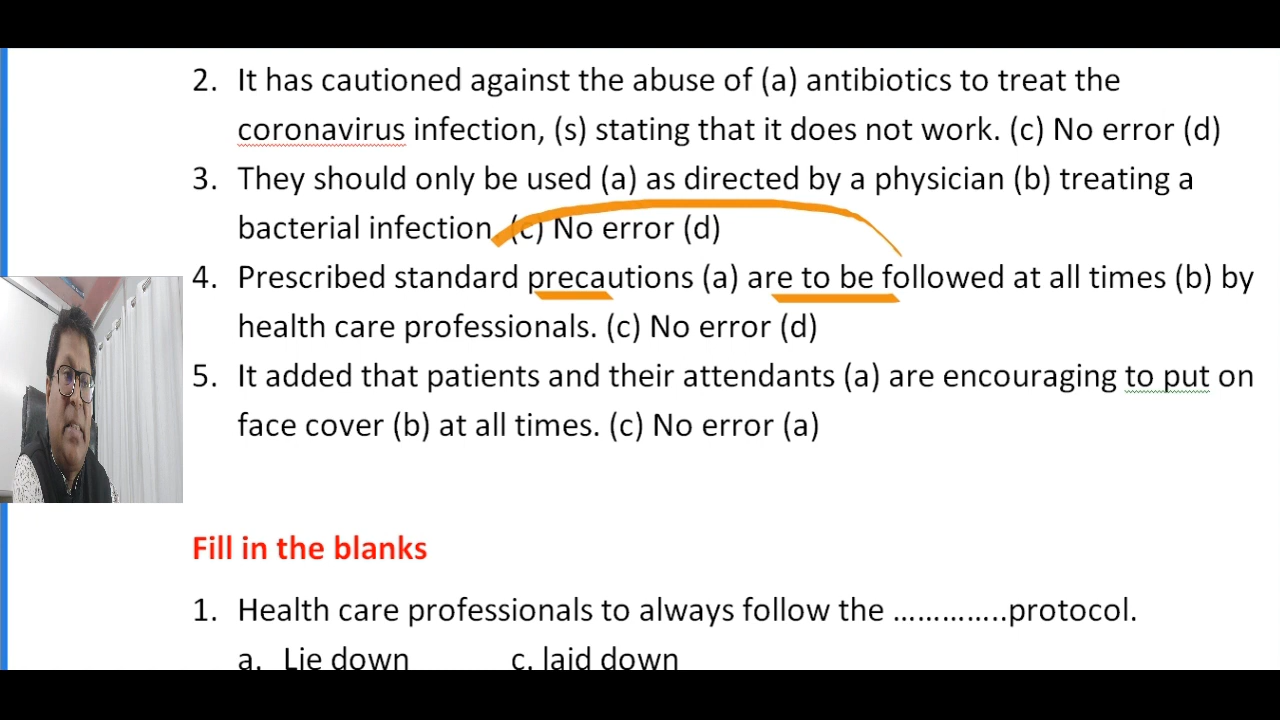 2. It has cautioned against the abuse of (a) antibiotics to treat the
coronavirus infection, (s) stating that it does not work. (c) No error (d)
3. They should only be used (a) as directed by a physician (b) treating a
bacterial infection. (c) No error (d)
4. Prescribed standard precautions (a) are to be followed at all times (b) by
health care professionals. (c) No error (d)
5. It added that patients and their attendants (a) are encouraging to put on
face cover (b) at all times. (c) No error (a)
Fill in the blanks
1. Health care professionals to always follow the …………..protocol.
a. Lie down c. laid down